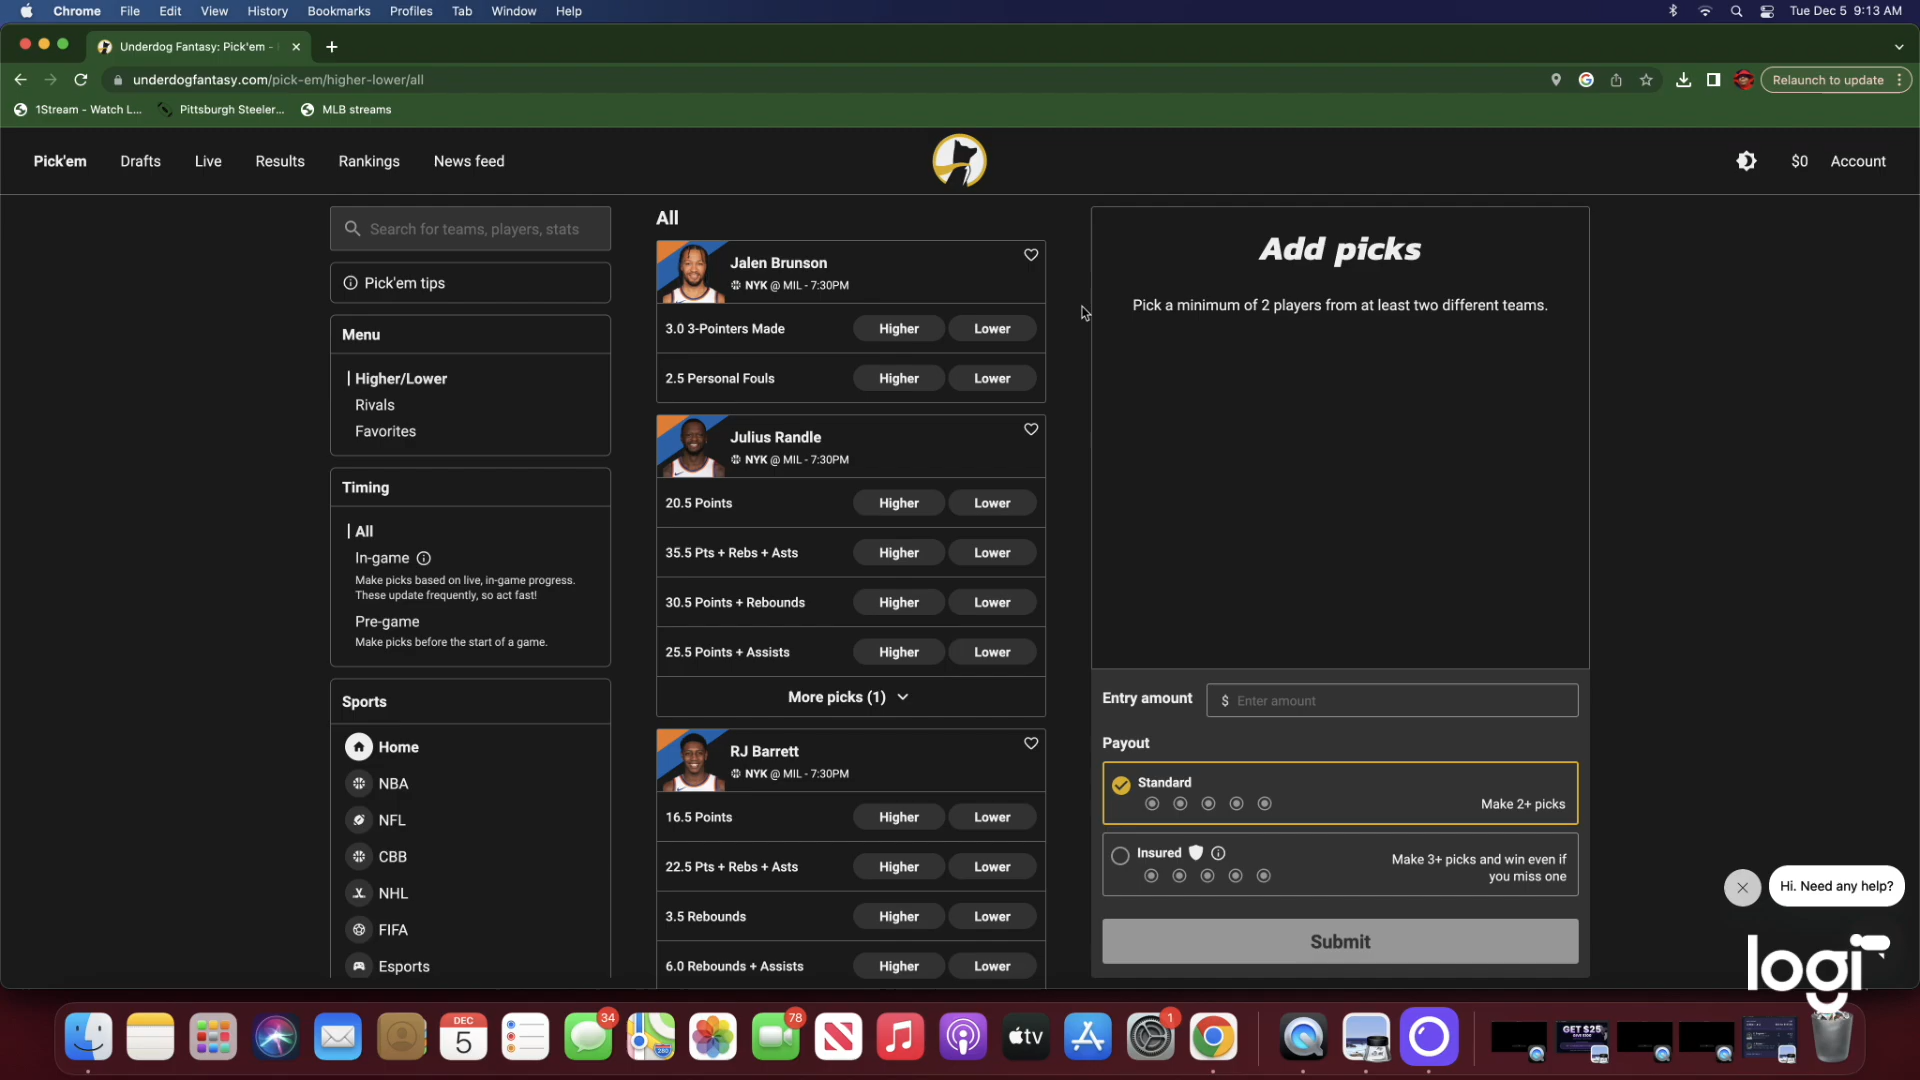 Chrome File Edit View History Bookmarks Profiles Tab Window Help Tue Dec 5 9:13 AM
Underdog Fantasy: Pick'em -
underdogfantasy.com/pick-em/higher-lower/all Relaunch to update
1Stream - Watch L... Pittsburgh Steeler... MLB streams
Pick'em Drafts Live Results Rankings News feed $0 Account
Search for teams, players, stats
Pick'em tips
Menu
Higher/Lower
Rivals
Favorites
Timing
All
In-game
Make picks based on live, in-game progress.
These update frequently, so act fast!
Pre-game
Make picks before the start of a game.
Sports
Home
NBA
NFL
CBB
NHL
FIFA
Esports
All
Jalen Brunson
NYK @ MIL - 7:30PM
3.0 3-Pointers Made Higher Lower
2.5 Personal Fouls Higher Lower
Julius Randle
NYK @ MIL - 7:30PM
20.5 Points Higher Lower
35.5 Pts + Rebs + Asts Higher Lower
30.5 Points + Rebounds Higher Lower
25.5 Points + Assists Higher Lower
More picks (1)
RJ Barrett
NYK @ MIL - 7:30PM
16.5 Points Higher Lower
22.5 Pts + Rebs + Asts Higher Lower
3.5 Rebounds Higher Lower
6.0 Rebounds + Assists Higher Lower
Add picks
Pick a minimum of 2 players from at least two different teams.
Entry amount $ Enter amount
Payout
Standard
Make 2+ picks
Insured
Make 3+ picks and win even if
you miss one
Submit
Hi. Need any help?
logi
DEC
5
34
78
tv
1
280
GET $25